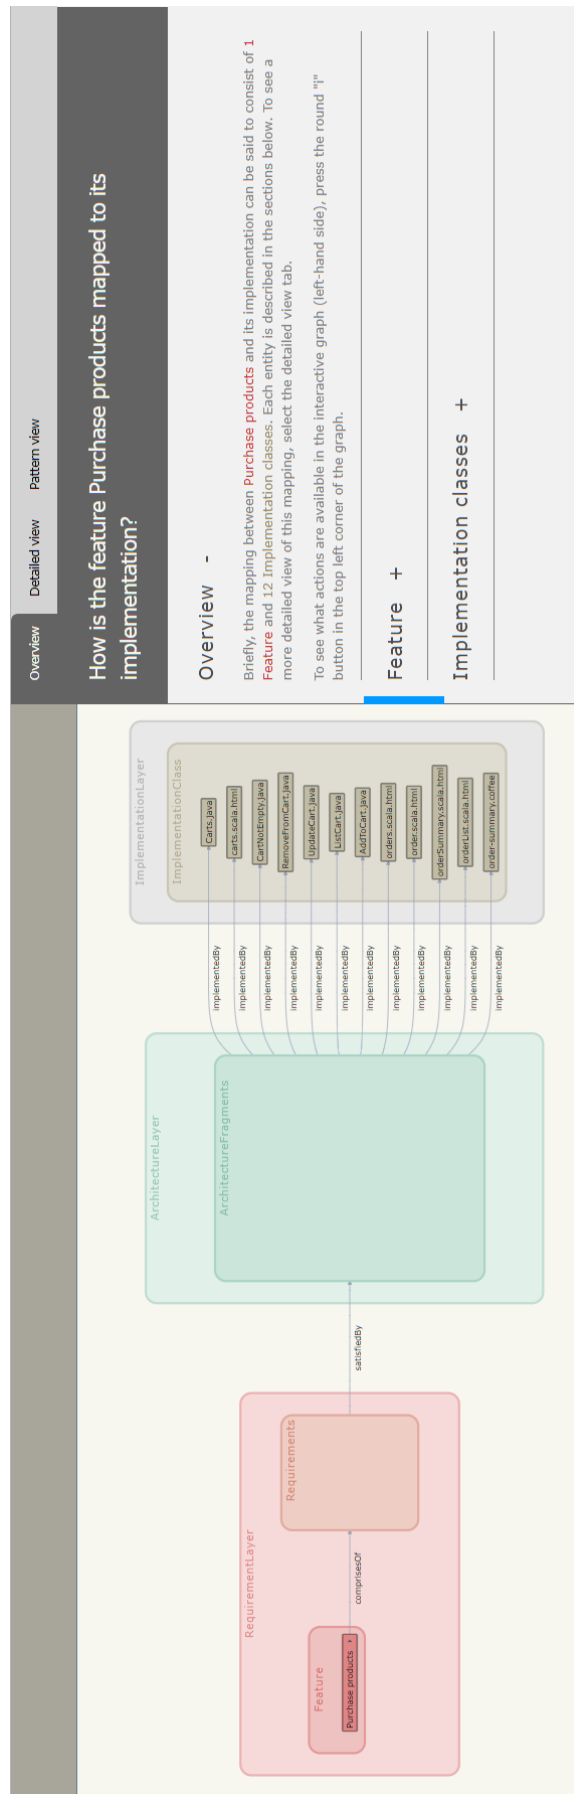 Overview
Detailed view
Pattern view
How is the feature Purchase products mapped to its
implementation?
Overview -
Briefly, the mapping between Purchase products and its implementation can be said to consist of 1
Feature and 12 Implementation classes. Each entity is described in the sections below. To see a
more detailed view of this mapping, select the detailed view tab.
To see what actions are available in the interactive graph (left-hand side), press the round "i"
button in the top left corner of the graph.
Feature +
Implementation classes +
RequirementLayer
Feature
Purchase products
comprisesOf
Requirements
satisfiedBy
ArchitectureLayer
ArchitectureFragments
implementedBy
implementedBy
implementedBy
implementedBy
implementedBy
implementedBy
implementedBy
implementedBy
implementedBy
implementedBy
implementedBy
implementedBy
ImplementationLayer
ImplementationClass
Carts.java
carts.scala.html
CartNotEmpty.java
RemoveFromCart.java
UpdateCart.java
ListCart.java
AddToCart.java
orders.scala.html
order.scala.html
orderSummary.scala.html
orderList.scala.html
order-summary.coffee